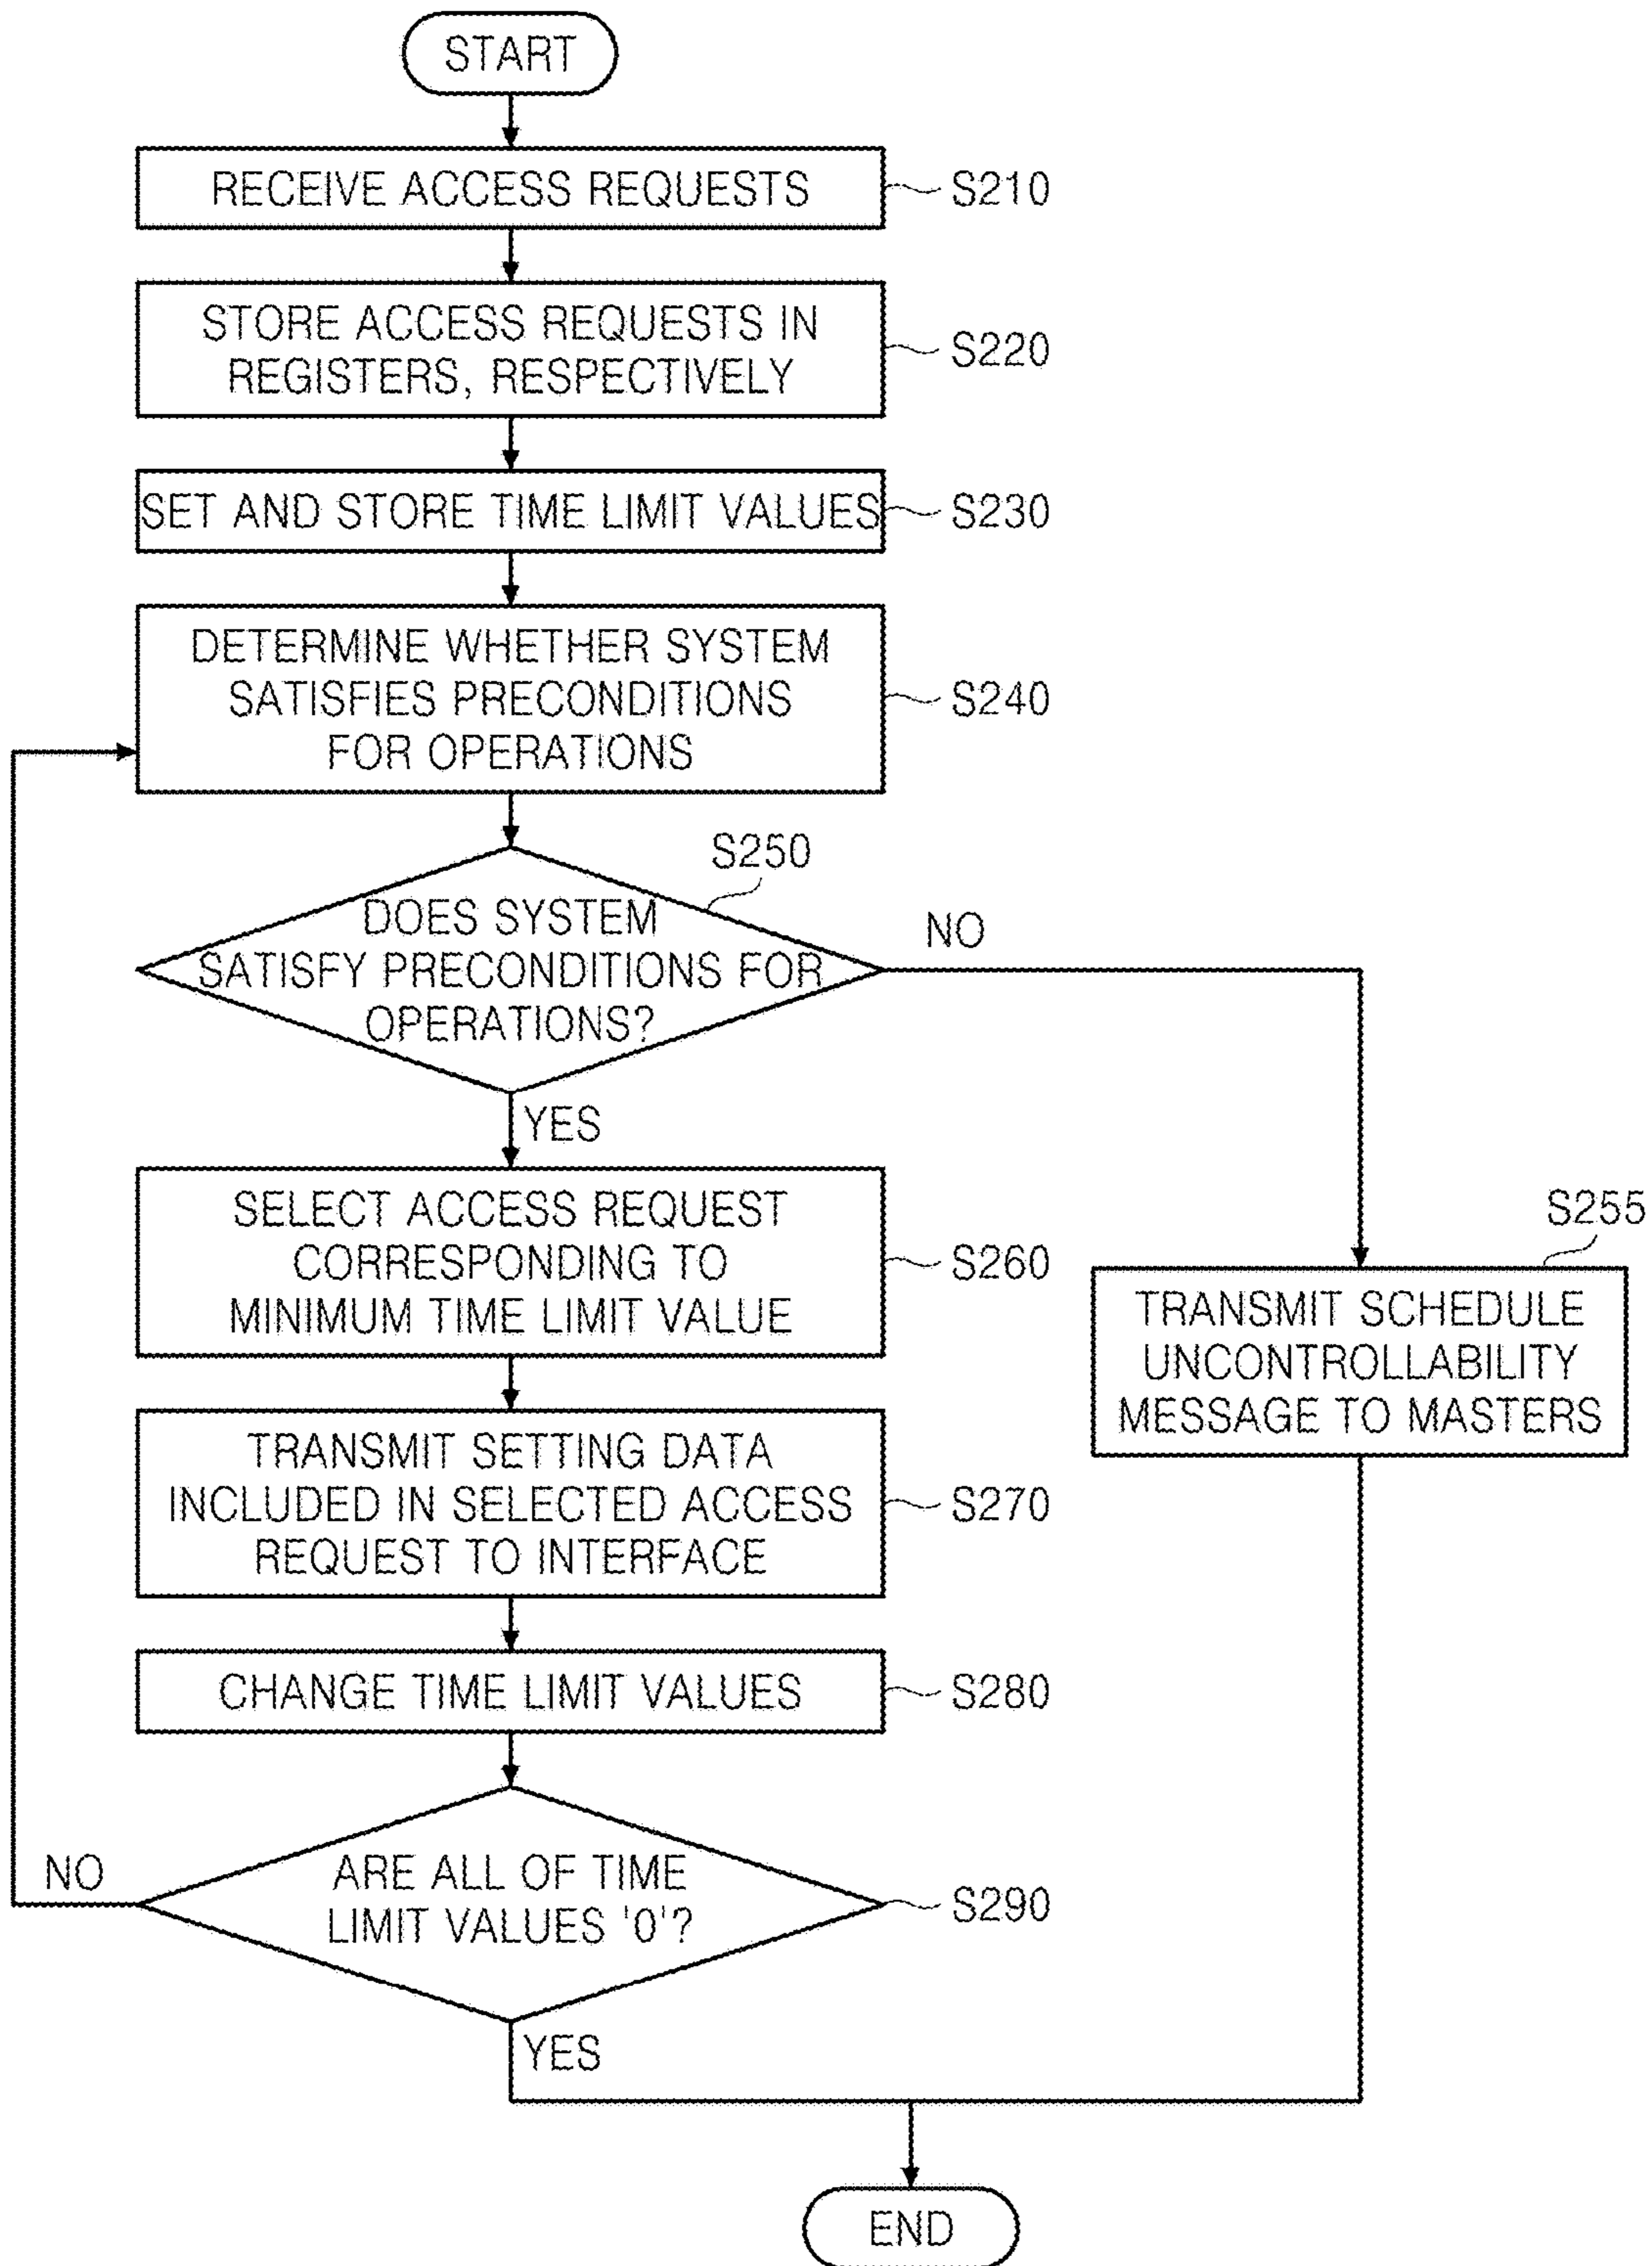 START
RECEIVE ACCESS REQUESTS
S210
STORE ACCESS REQUESTS IN
REGISTERS, RESPECTIVELY
S220
SET AND STORE TIME LIMIT VALUES
S230
DETERMINE WHETHER SYSTEM
SATISFIES PRECONDITIONS
FOR OPERATIONS
S240
S250
DOES SYSTEM
SATISFY PRECONDITIONS FOR
OPERATIONS?
NO
YES
SELECT ACCESS REQUEST
CORRESPONDING TO
MINIMUM TIME LIMIT VALUE
S260
S255
TRANSMIT SCHEDULE
UNCONTROLLABILITY
MESSAGE TO MASTERS
TRANSMIT SETTING DATA
INCLUDED IN SELECTED ACCESS
REQUEST TO INTERFACE
S270
CHANGE TIME LIMIT VALUES
S280
NO
ARE ALL OF TIME
LIMIT VALUES '0'?
S290
YES
END